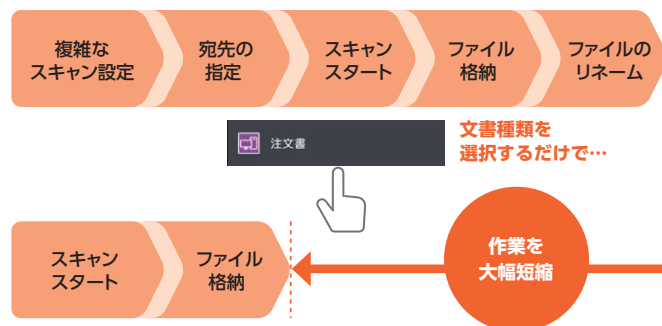 複雑な
スキャン設定
宛先の
指定
スキャン
スタート
ファイル
格納
ファイルの
リネーム
注文書
文書種類を
選択するだけで…
スキャン
スタート
ファイル
格納
作業を
大幅短縮